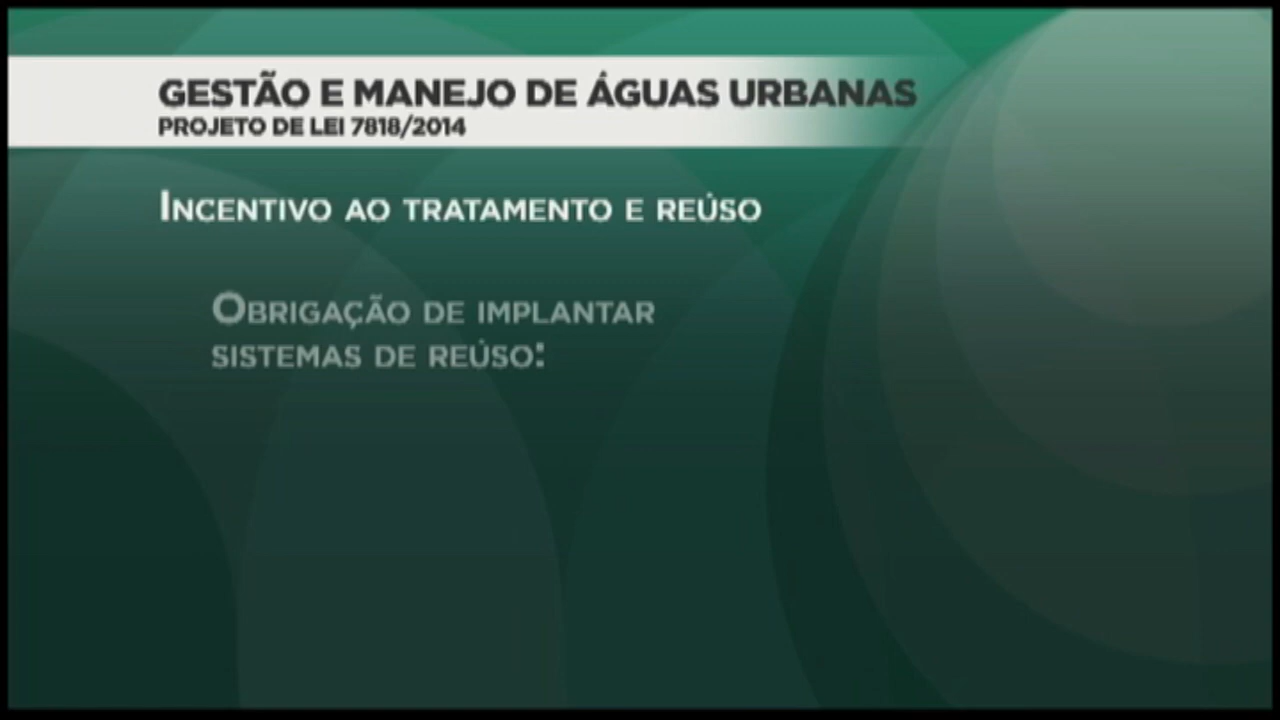 GESTÃO E MANEJO DE ÁGUAS URBANAS
PROJETO DE LEI 7818/2014
INCENTIVO AO TRATAMENTO E REÚSO
OBRIGAÇÃO DE IMPLANTAR
SISTEMAS DE REÚSO: